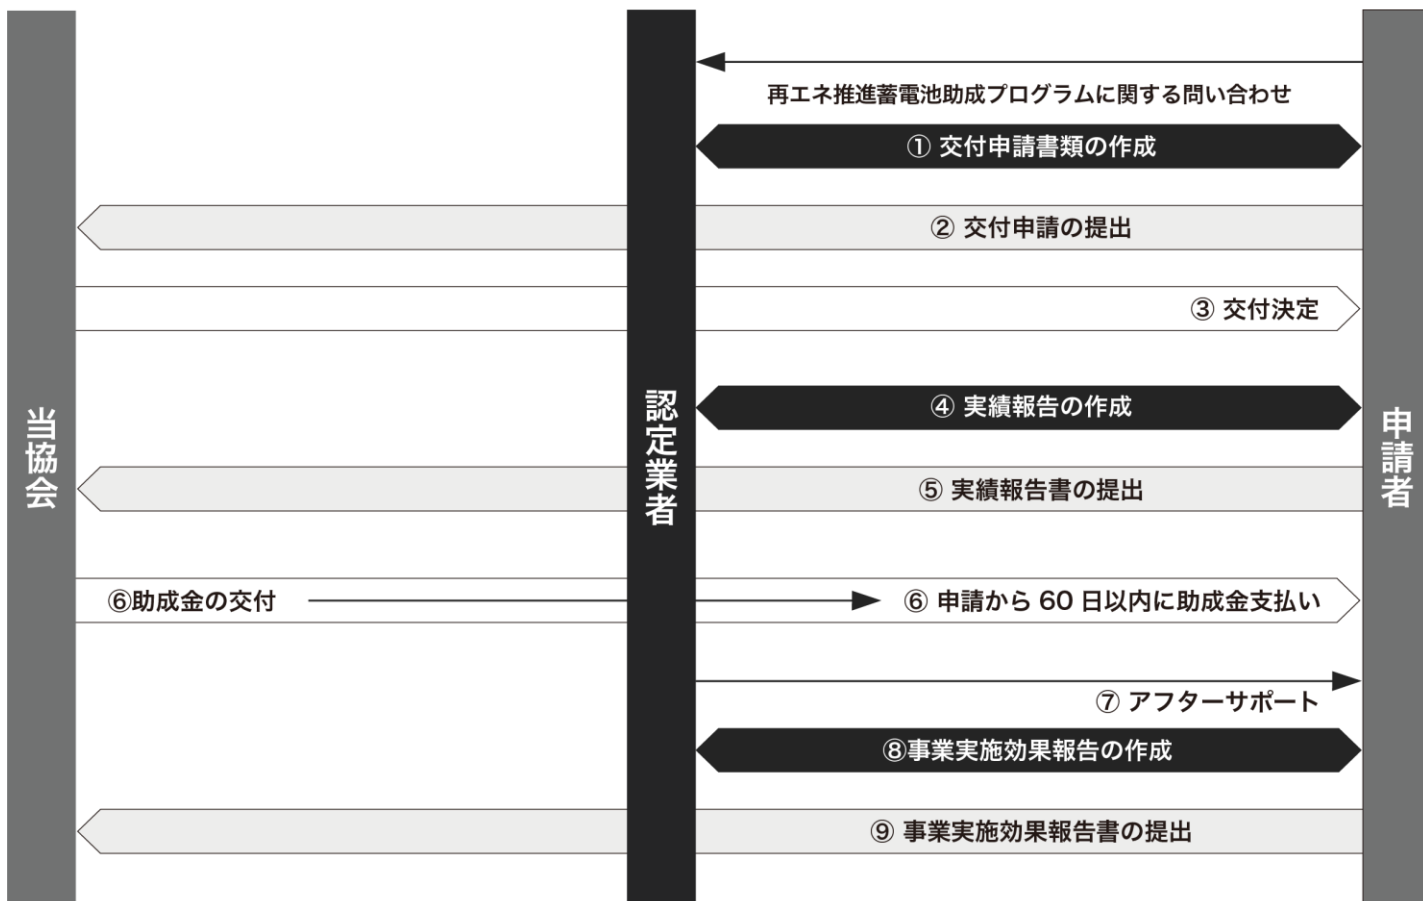 再エネ推進蓄電池助成プログラムに関する問い合わせ
① 交付申請書類の作成
② 交付申請の提出
③ 交付決定
④ 実績報告の作成
⑤ 実績報告書の提出
⑥助成金の交付
⑥ 申請から 60 日以内に助成金支払い
⑦ アフターサポート
⑧事業実施効果報告の作成
⑨ 事業実施効果報告書の提出
当協会
認定業者
申請者